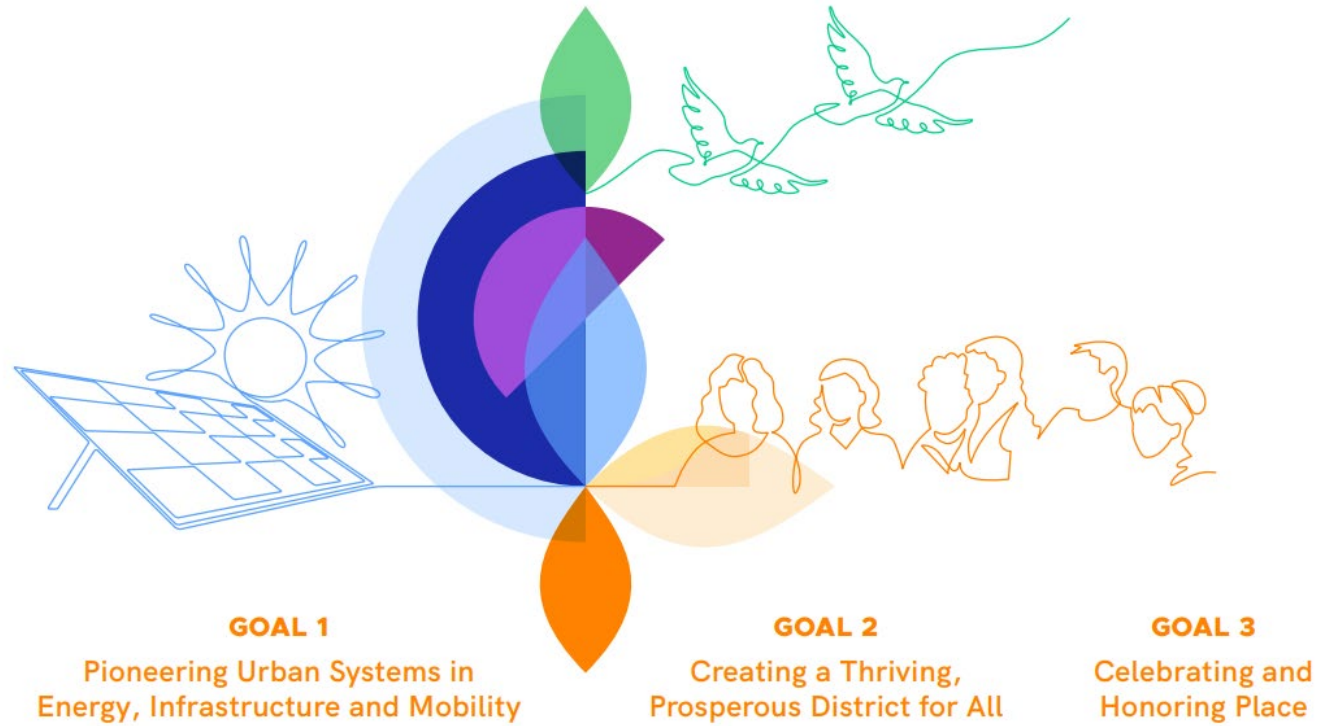 GOAL 1
Pioneering Urban Systems in
Energy, Infrastructure and Mobility
GOAL 2
Creating a Thriving,
Prosperous District for All
GOAL 3
Celebrating and
Honoring Place